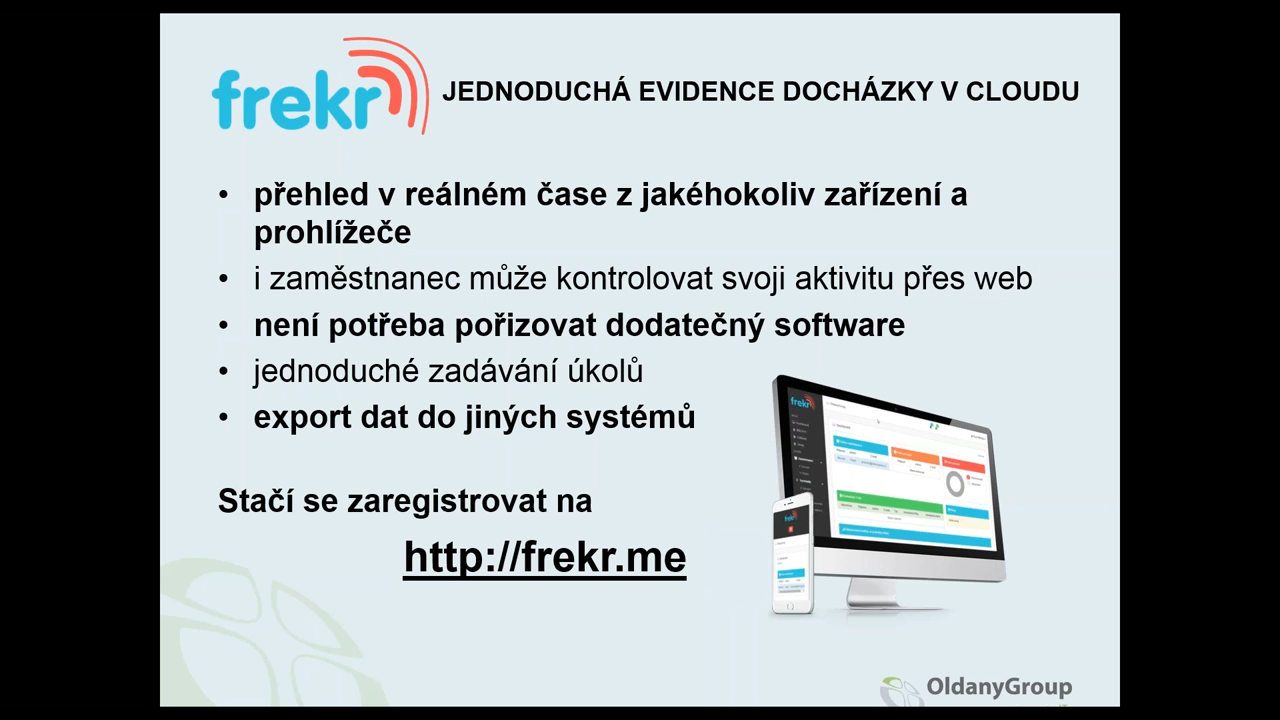 frekr
JEDNODUCHÁ EVIDENCE DOCHÁZKY V CLOUDU
• přehled v reálném čase z jakéhokoliv zařízení a
prohlížeče
• i zaměstnanec může kontrolovat svoji aktivitu přes web
• není potřeba pořizovat dodatečný software
• jednoduché zadávání úkolů
• export dat do jiných systémů
Stačí se zaregistrovat na
http://frekr.me
frekr
frekr
OldanyGroup